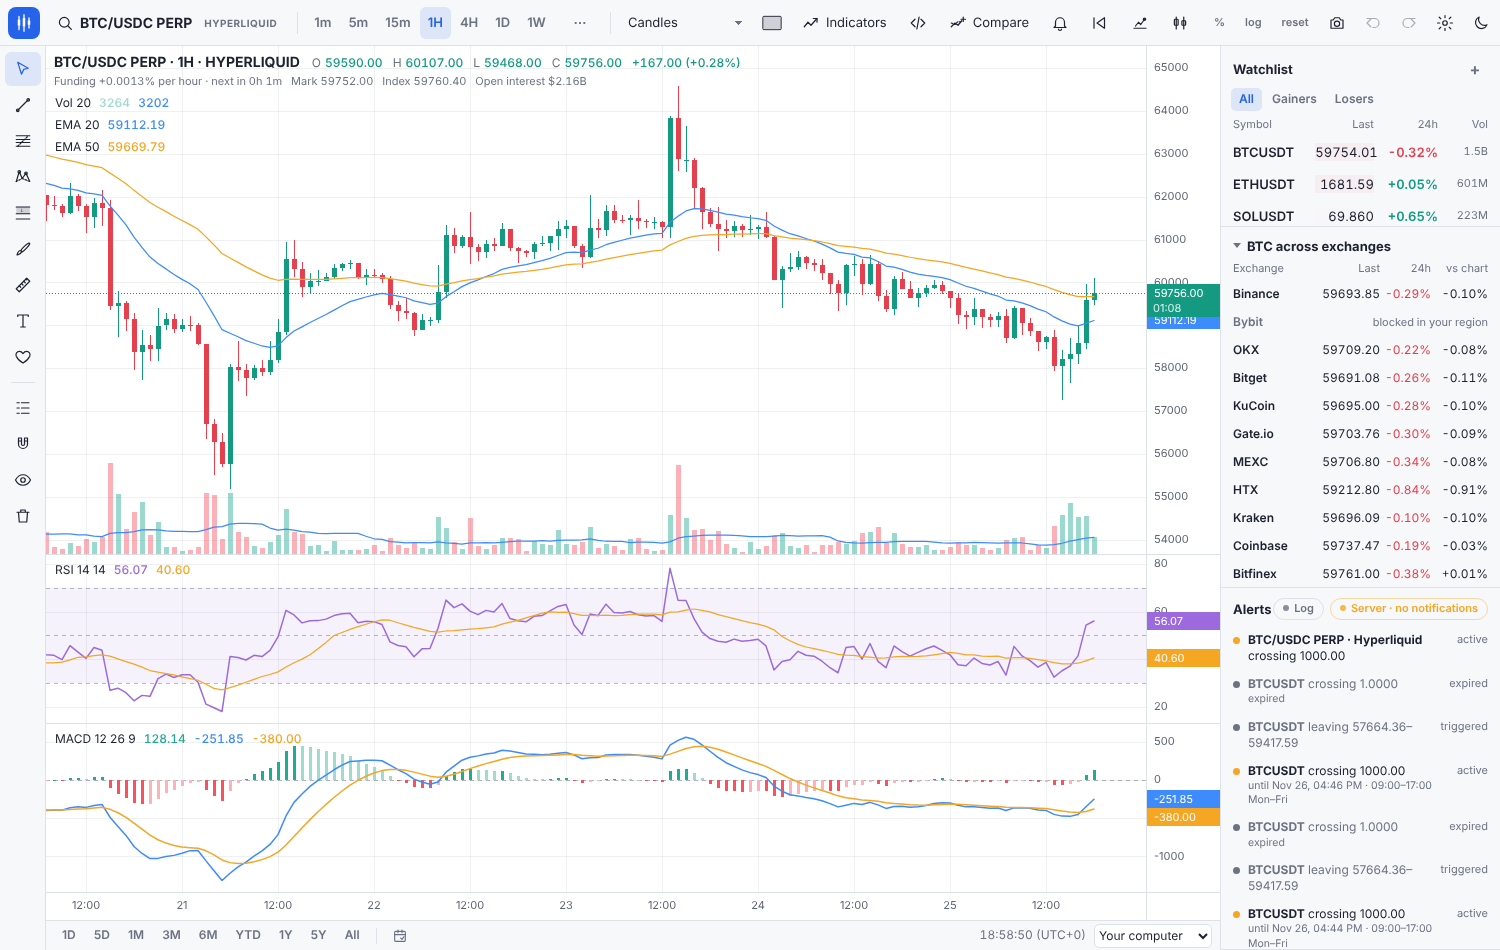 BTC/USDC PERP HYPERLIQUID 1m 5m 15m 1H 4H 1D 1W ··· Candles Indicators Compare % log reset
BTC/USDC PERP · 1H · HYPERLIQUID O 59590.00 H 60107.00 L 59468.00 C 59756.00 +167.00 (+0.28%)
Funding +0.0013% per hour · next in 0h 1m Mark 59752.00 Index 59760.40 Open interest $2.16B
Vol 20 3264 3202
EMA 20 59112.19
EMA 50 59669.79
65000
64000
63000
62000
61000
60000
59756.00
01:08
59112.19
58000
57000
56000
55000
54000
RSI 14 14 56.07 40.60
80
60
56.07
40.60
20
MACD 12 26 9 128.14 -251.85 -380.00
500
0
-251.85
-380.00
-1000
12:00 21 12:00 22 12:00 23 12:00 24 12:00 25 12:00
1D 5D 1M 3M 6M YTD 1Y 5Y All 18:58:50 (UTC+0) Your computer
Watchlist +
All Gainers Losers
Symbol Last 24h Vol
BTCUSDT 59754.01 -0.32% 1.5B
ETHUSDT 1681.59 +0.05% 601M
SOLUSDT 69.860 +0.65% 223M
BTC across exchanges
Exchange Last 24h vs chart
Binance 59693.85 -0.29% -0.10%
Bybit blocked in your region
OKX 59709.20 -0.22% -0.08%
Bitget 59691.08 -0.26% -0.11%
KuCoin 59695.00 -0.28% -0.10%
Gate.io 59703.76 -0.30% -0.09%
MEXC 59706.80 -0.34% -0.08%
HTX 59212.80 -0.84% -0.91%
Kraken 59696.09 -0.10% -0.10%
Coinbase 59737.47 -0.19% -0.03%
Bitfinex 59761.00 -0.38% +0.01%
Alerts Log Server · no notifications
BTC/USDC PERP · Hyperliquid active
crossing 1000.00
BTCUSDT crossing 1.0000 expired
expired
BTCUSDT leaving 57664.36– triggered
59417.59
BTCUSDT crossing 1000.00 active
until Nov 26, 04:46 PM · 09:00–17:00
Mon–Fri
BTCUSDT crossing 1.0000 expired
expired
BTCUSDT leaving 57664.36– triggered
59417.59
BTCUSDT crossing 1000.00 active
until Nov 26, 04:44 PM · 09:00–17:00
Mon–Fri